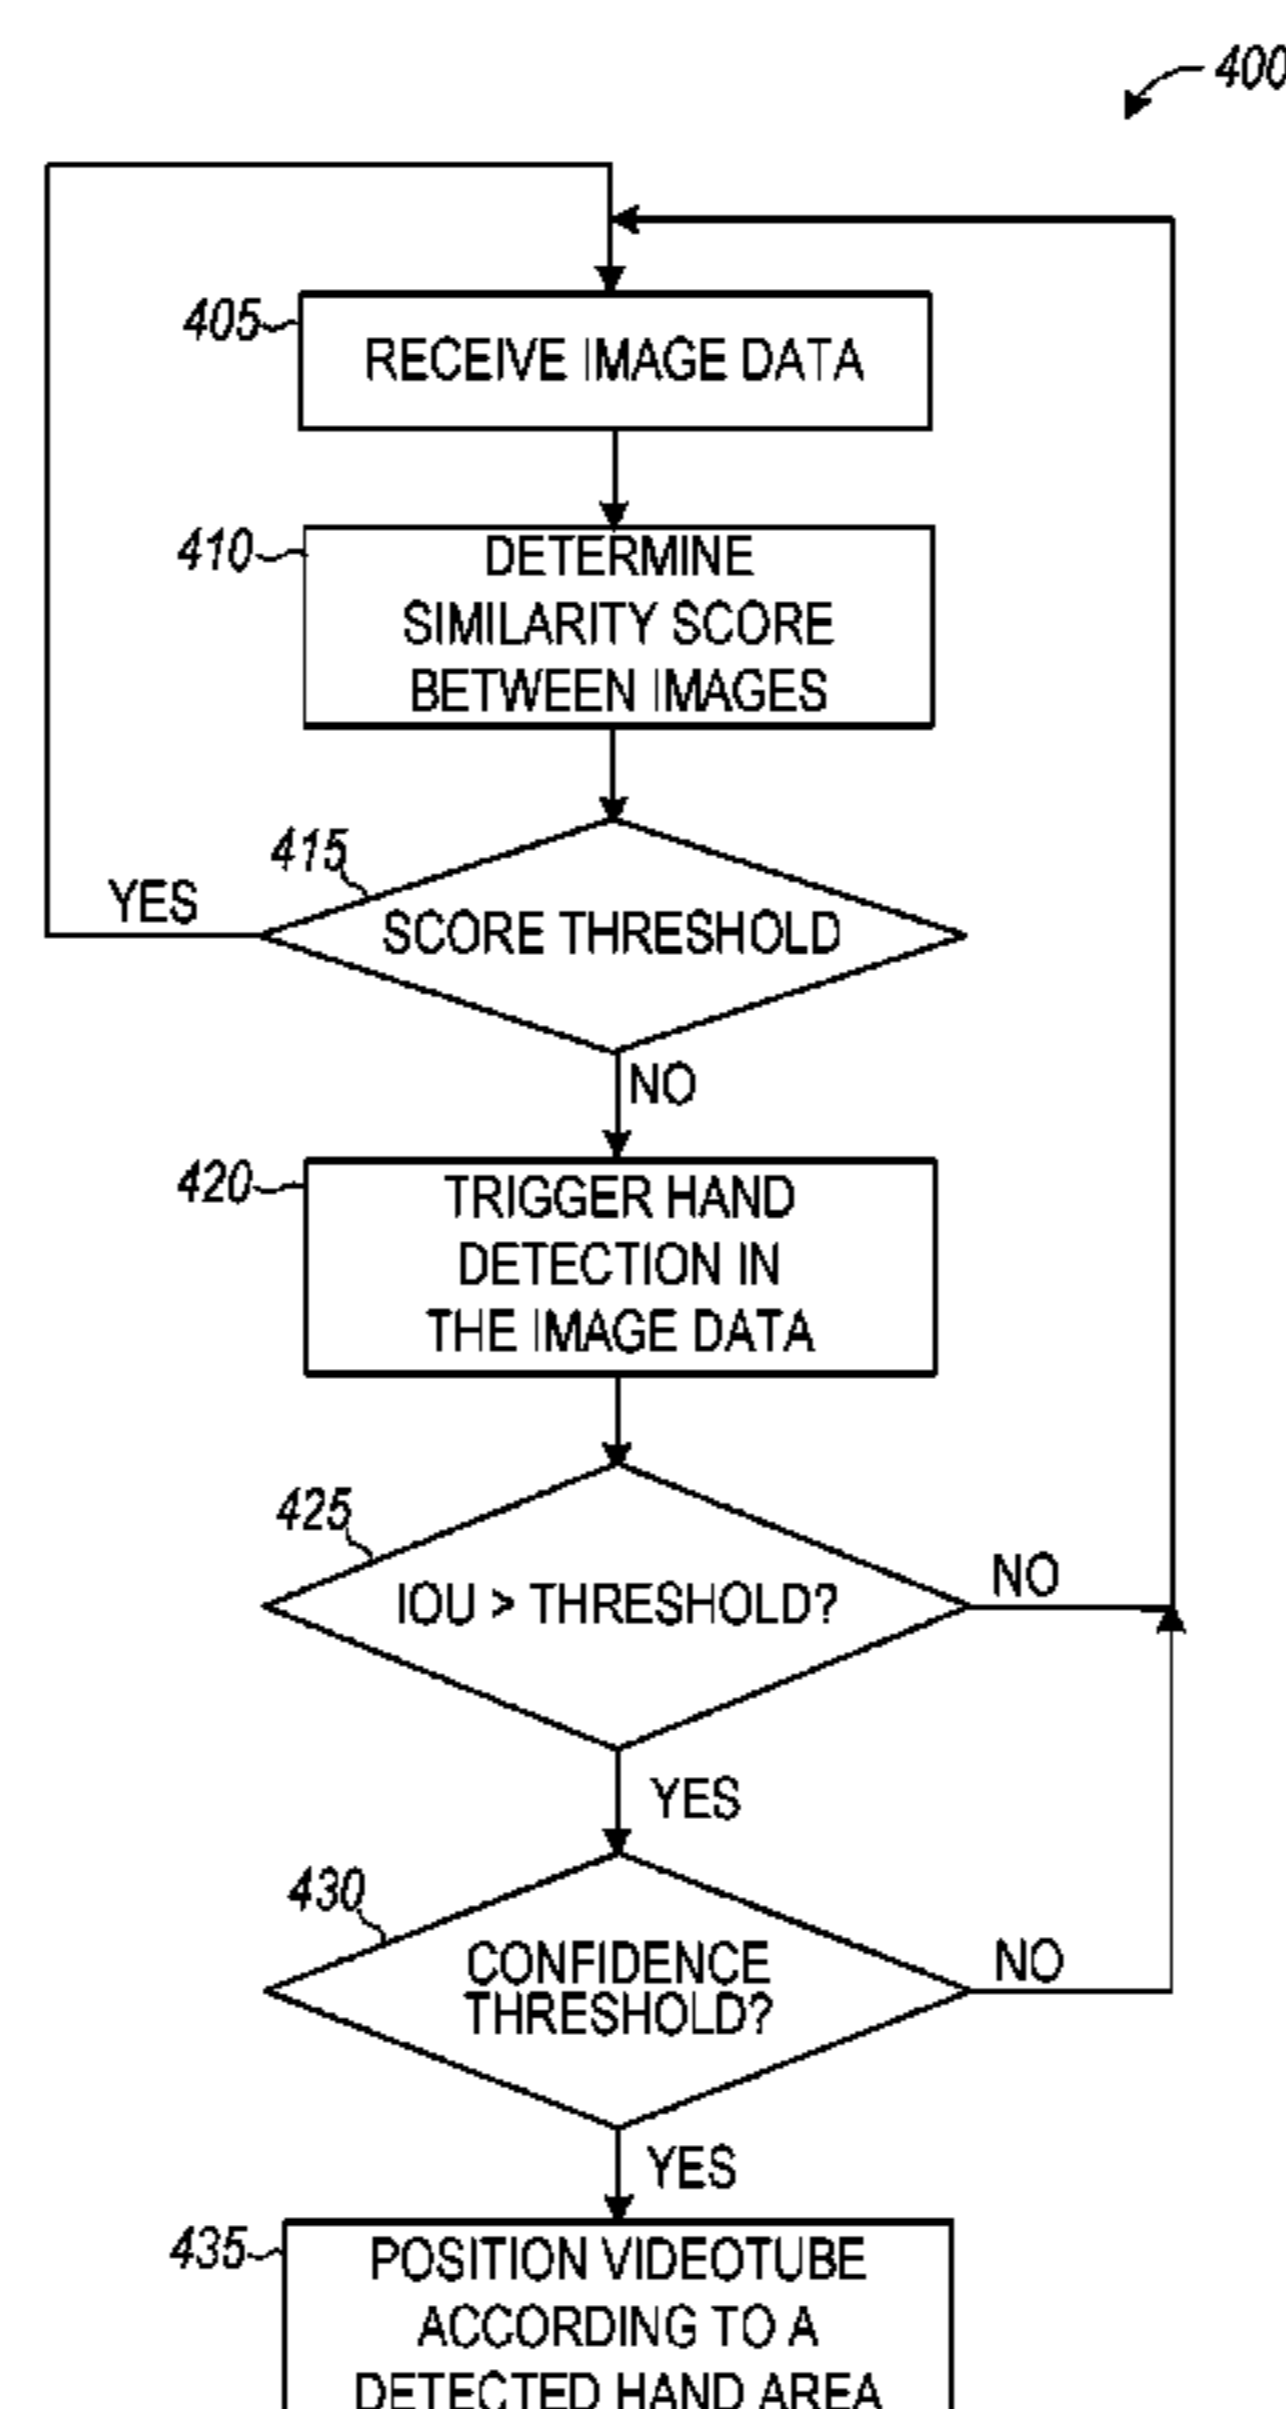 400
405
RECEIVE IMAGE DATA
410
DETERMINE
SIMILARITY SCORE
BETWEEN IMAGES
415
YES
SCORE THRESHOLD
NO
420
TRIGGER HAND
DETECTION IN
THE IMAGE DATA
425
IOU > THRESHOLD?
NO
YES
430
CONFIDENCE
THRESHOLD?
NO
YES
435
POSITION VIDEOTUBE
ACCORDING TO A
DETECTED HAND AREA